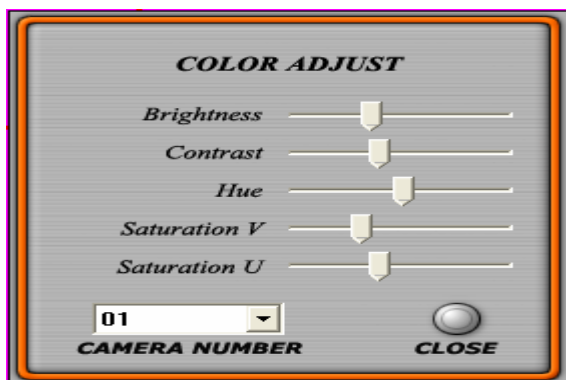 COLOR ADJUST
Brightness
Contrast
Hue
Saturation V
Saturation U
01
CAMERA NUMBER
CLOSE